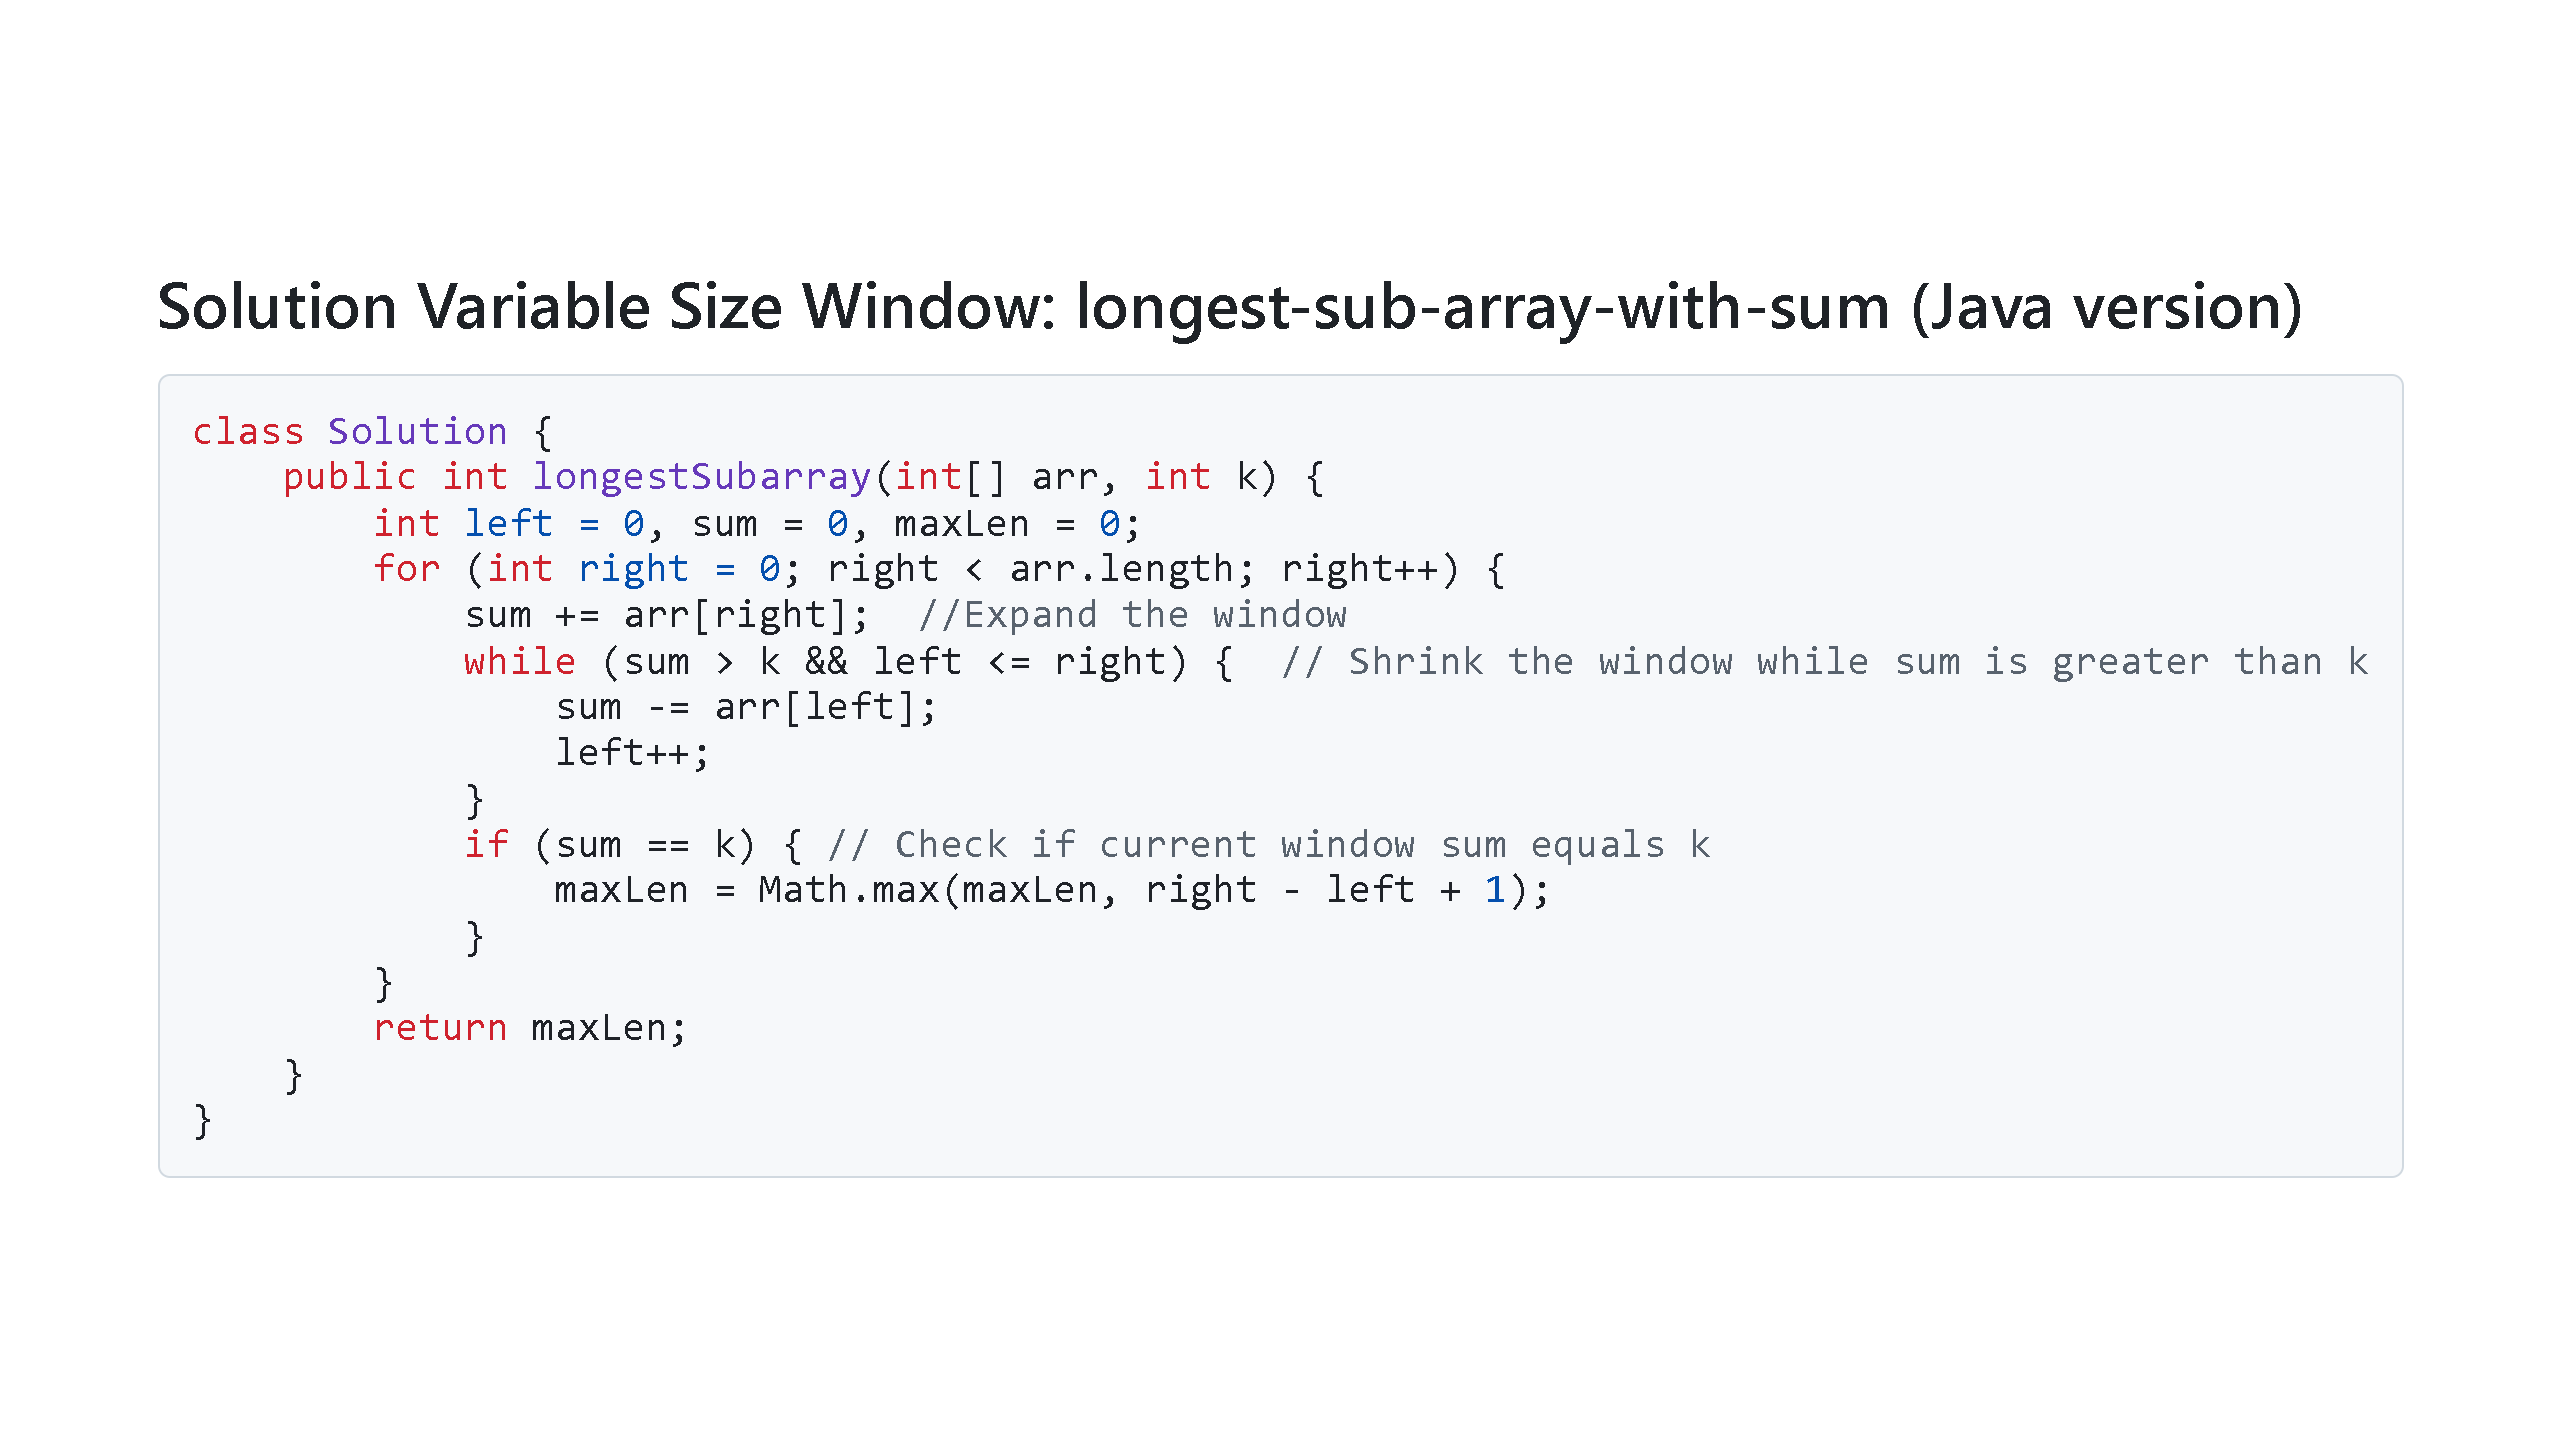 Solution Variable Size Window: longest-sub-array-with-sum (Java version)
class Solution {
    public int longestSubarray(int[] arr, int k) {
        int left = 0, sum = 0, maxLen = 0;
        for (int right = 0; right < arr.length; right++) {
            sum += arr[right];  //Expand the window
            while (sum > k && left <= right) {  // Shrink the window while sum is greater than k
                sum -= arr[left];
                left++;
            }
            if (sum == k) { // Check if current window sum equals k
                maxLen = Math.max(maxLen, right - left + 1);
            }
        }
        return maxLen;
    }
}